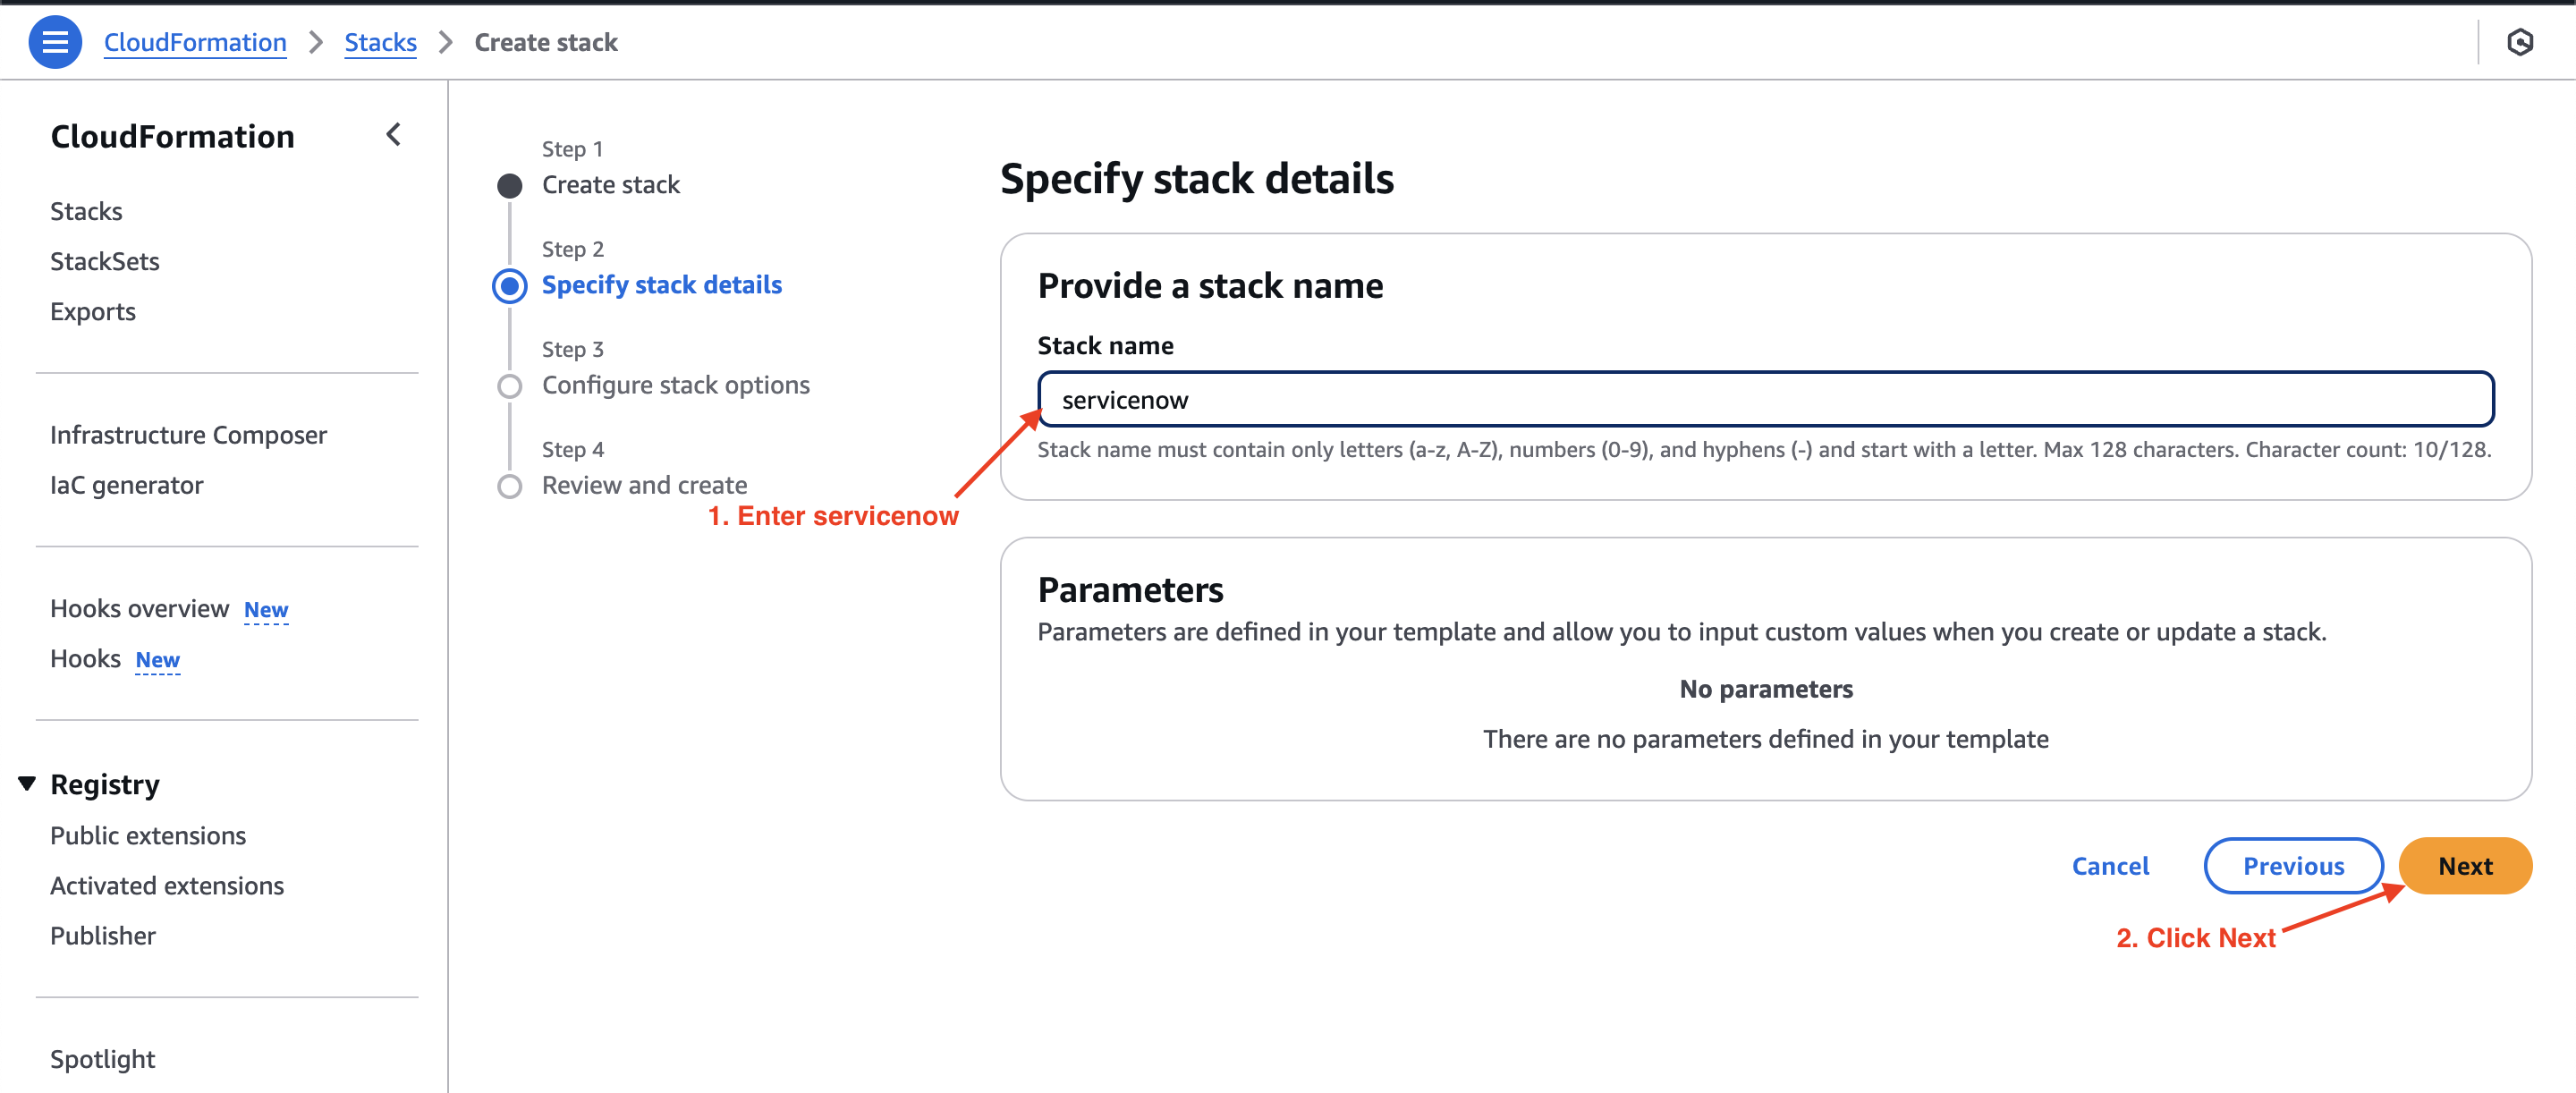 CloudFormation > Stacks > Create stack
CloudFormation
Stacks
StackSets
Exports
Infrastructure Composer
IaC generator
Hooks overview New
Hooks New
Registry
Public extensions
Activated extensions
Publisher
Spotlight
Step 1
Create stack
Step 2
Specify stack details
Step 3
Configure stack options
Step 4
Review and create
1. Enter servicenow
Specify stack details
Provide a stack name
Stack name
servicenow
Stack name must contain only letters (a-z, A-Z), numbers (0-9), and hyphens (-) and start with a letter. Max 128 characters. Character count: 10/128.
Parameters
Parameters are defined in your template and allow you to input custom values when you create or update a stack.
No parameters
There are no parameters defined in your template
Cancel
Previous
Next
2. Click Next